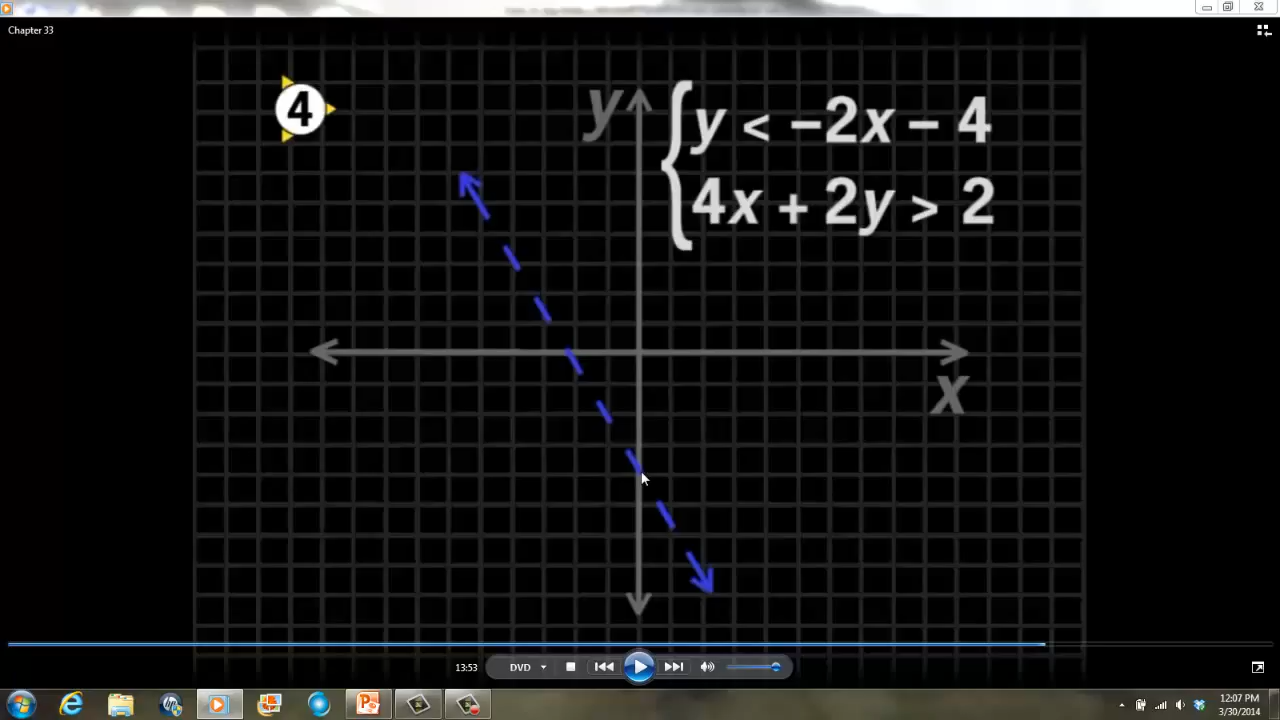 Chapter 33
4
y
y < −2x − 4
4x + 2y > 2
x
13:53
DVD
12:07 PM
3/30/2014